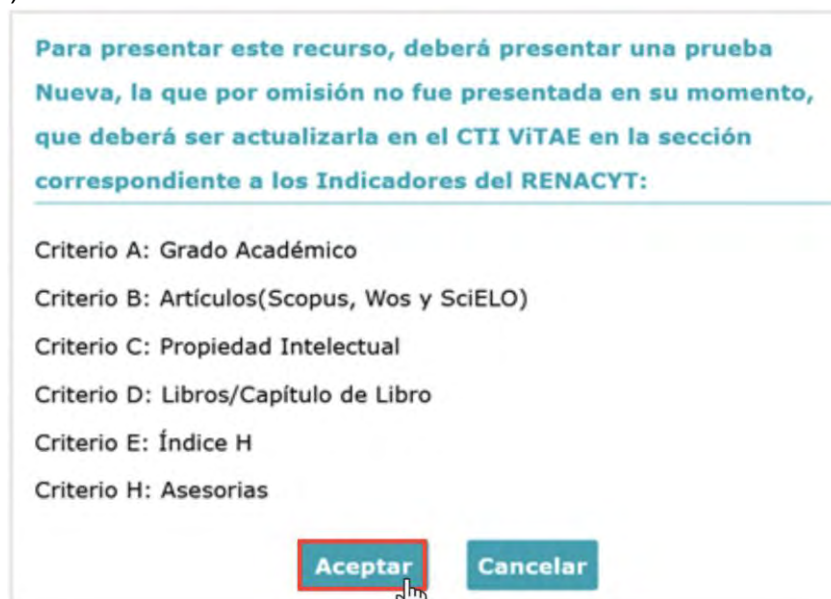 Para presentar este recurso, deberá presentar una prueba
Nueva, la que por omisión no fue presentada en su momento,
que deberá ser actualizarla en el CTI ViTAE en la sección
correspondiente a los Indicadores del RENACYT:
Criterio A: Grado Académico
Criterio B: Artículos(Scopus, Wos y SciELO)
Criterio C: Propiedad Intelectual
Criterio D: Libros/Capítulo de Libro
Criterio E: Índice H
Criterio H: Asesorias
Aceptar Cancelar